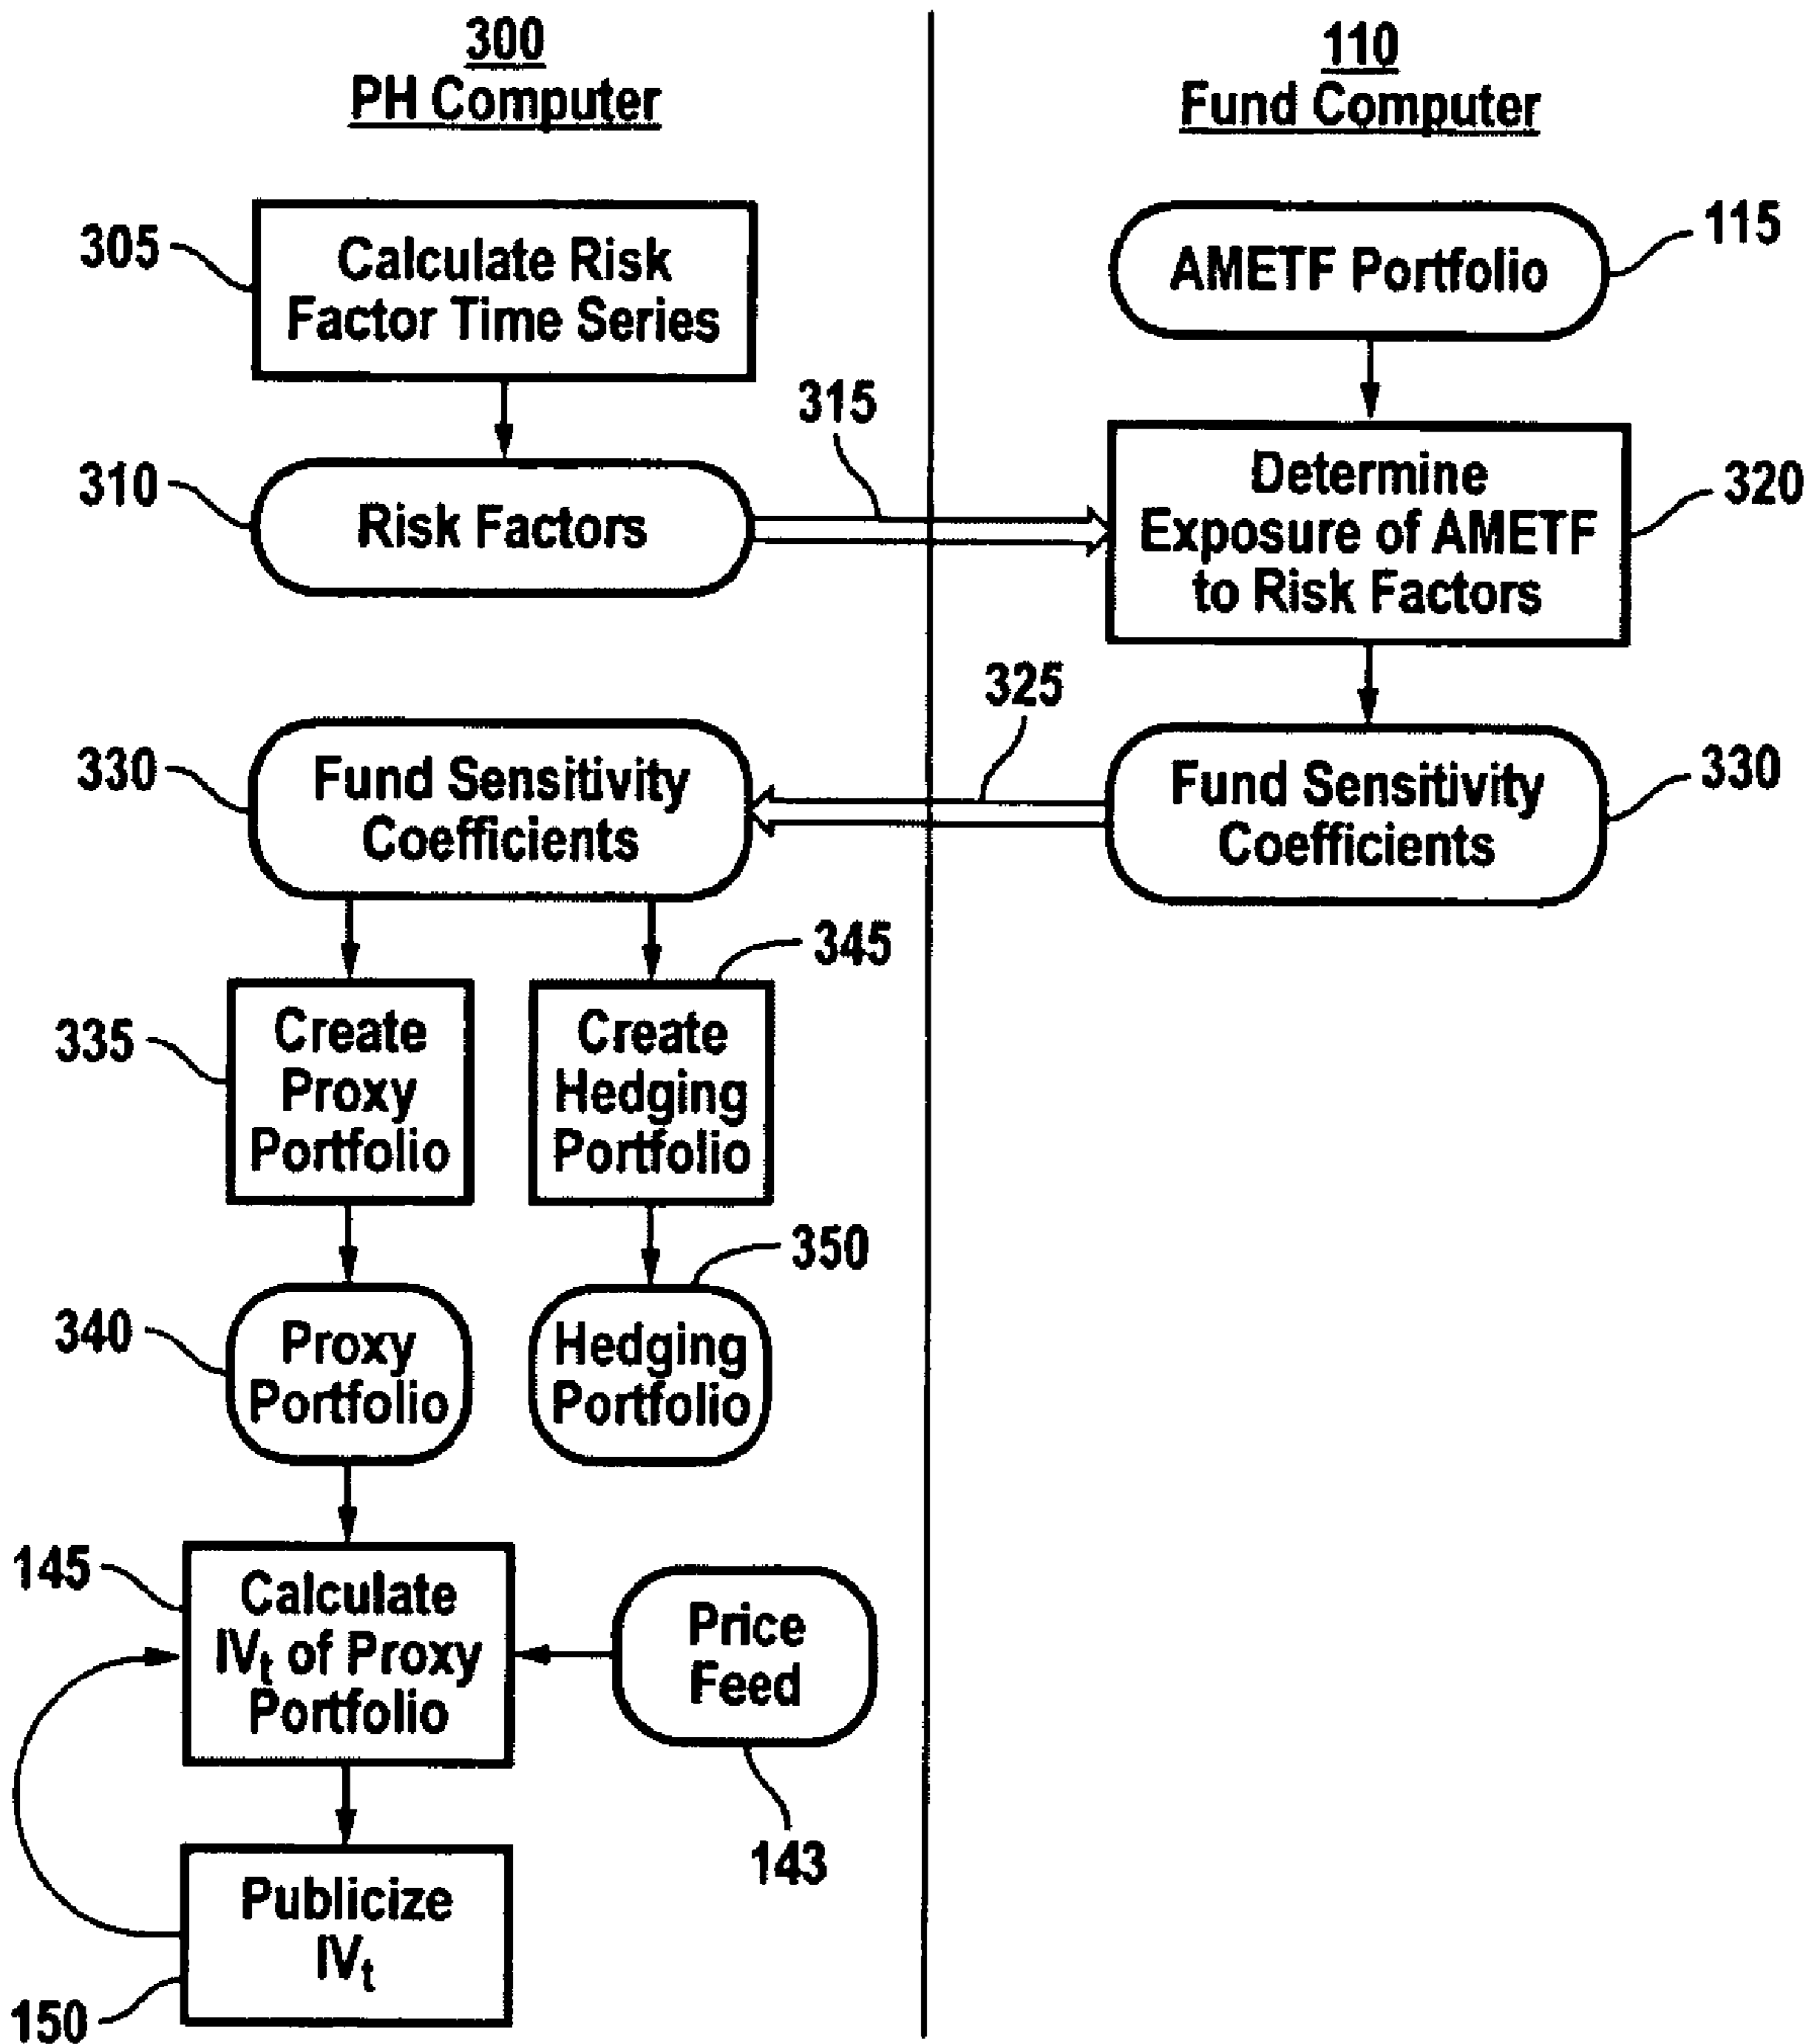 300
PH Computer
110
Fund Computer
305
Calculate Risk
Factor Time Series
AMETF Portfolio
115
315
310
Risk Factors
Determine
Exposure of AMETF
to Risk Factors
320
325
330
Fund Sensitivity
Coefficients
Fund Sensitivity
Coefficients
330
345
335
Create
Proxy
Portfolio
Create
Hedging
Portfolio
350
340
Proxy
Portfolio
Hedging
Portfolio
145
Calculate
IVt of Proxy
Portfolio
Price
Feed
143
Publicize
IVt
150